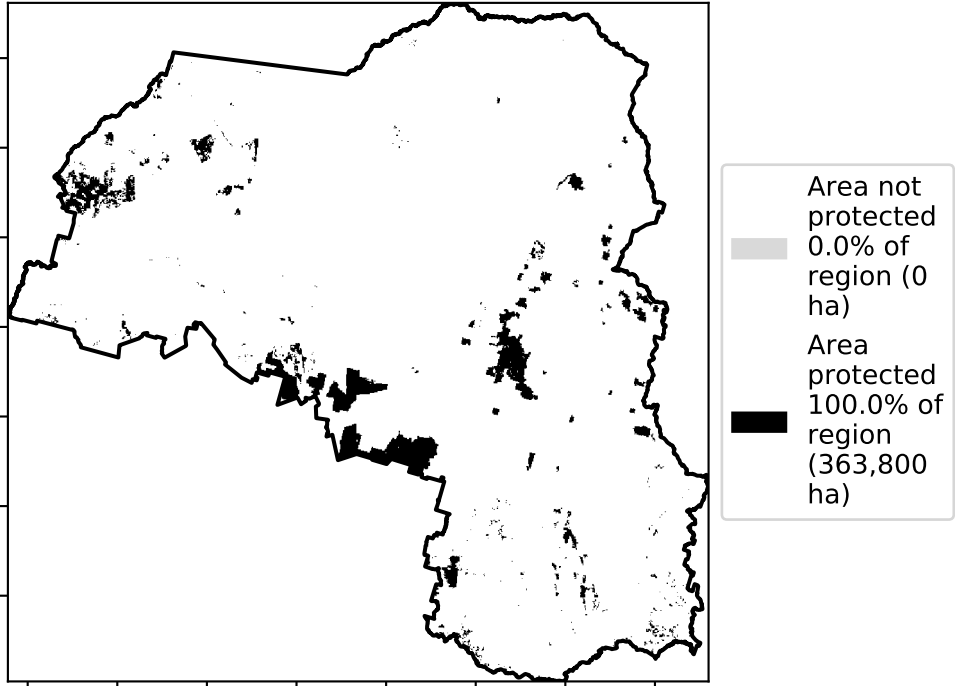 Area not
protected
0.0% of
region (0
ha)
Area
protected
100.0% of
region
(363,800
ha)